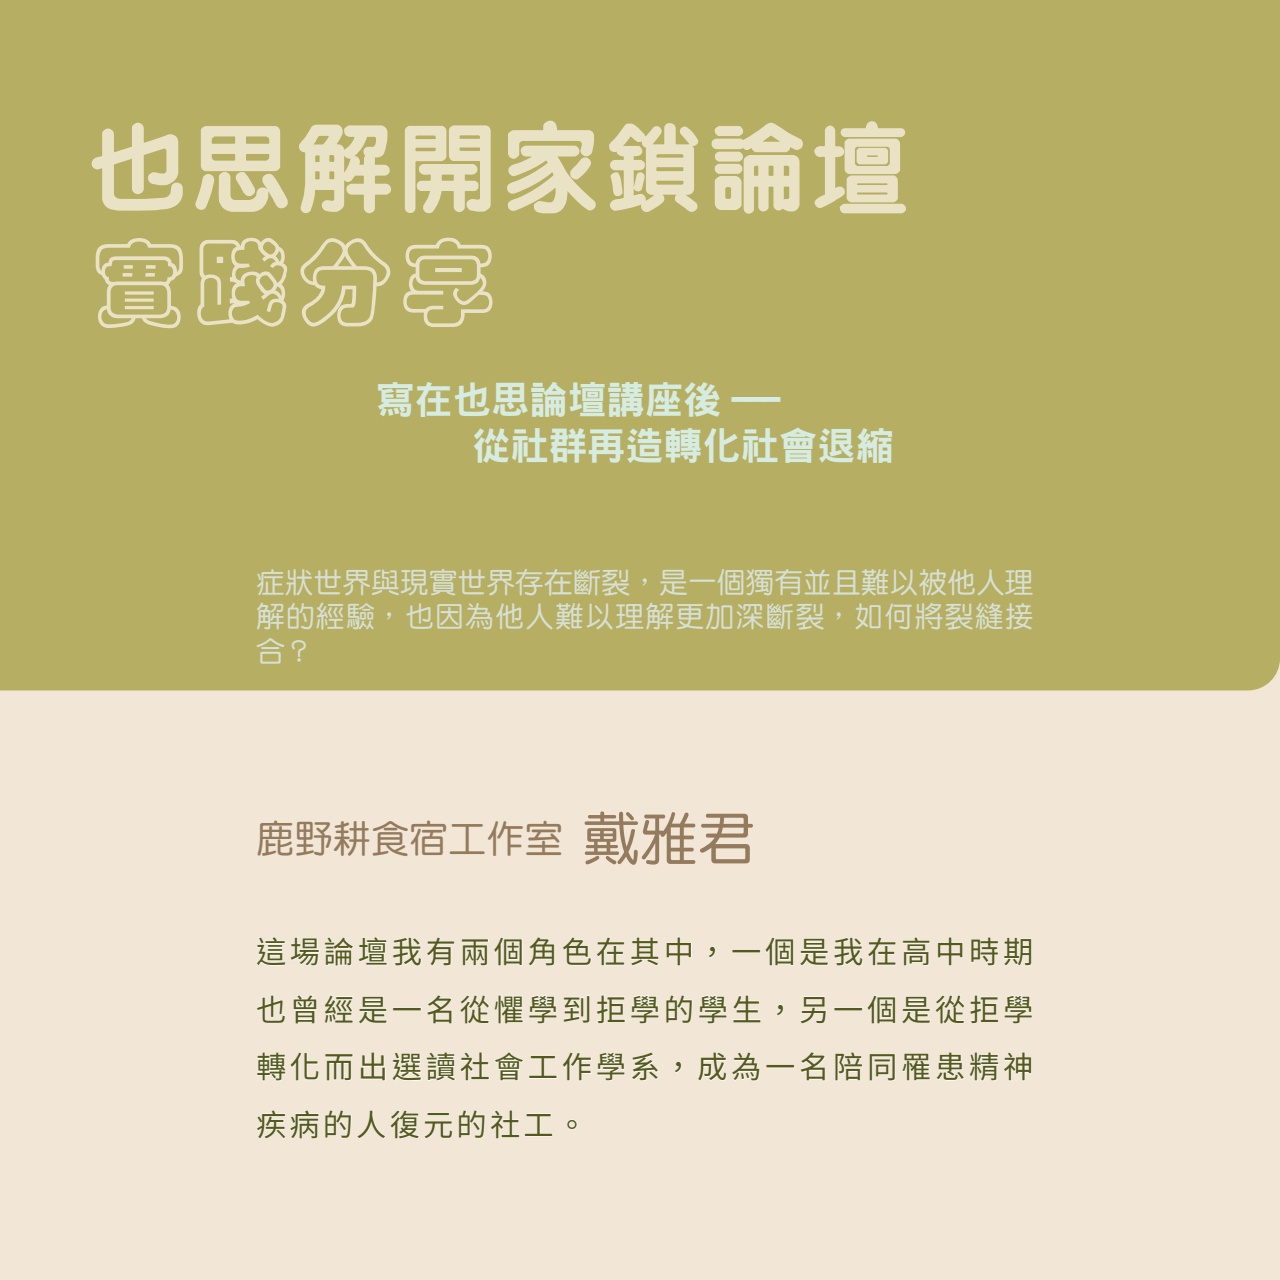 也思解開家鎖論壇
實踐分享
寫在也思論壇講座後 —
從社群再造轉化社會退縮
症狀世界與現實世界存在斷裂，是一個獨有並且難以被他人理
解的經驗，也因為他人難以理解更加深斷裂，如何將裂縫接
合？
鹿野耕食宿工作室 戴雅君
這場論壇我有兩個角色在其中，一個是我在高中時期
也曾經是一名從懼學到拒學的學生，另一個是從拒學
轉化而出選讀社會工作學系，成為一名陪同罹患精神
疾病的人復元的社工。